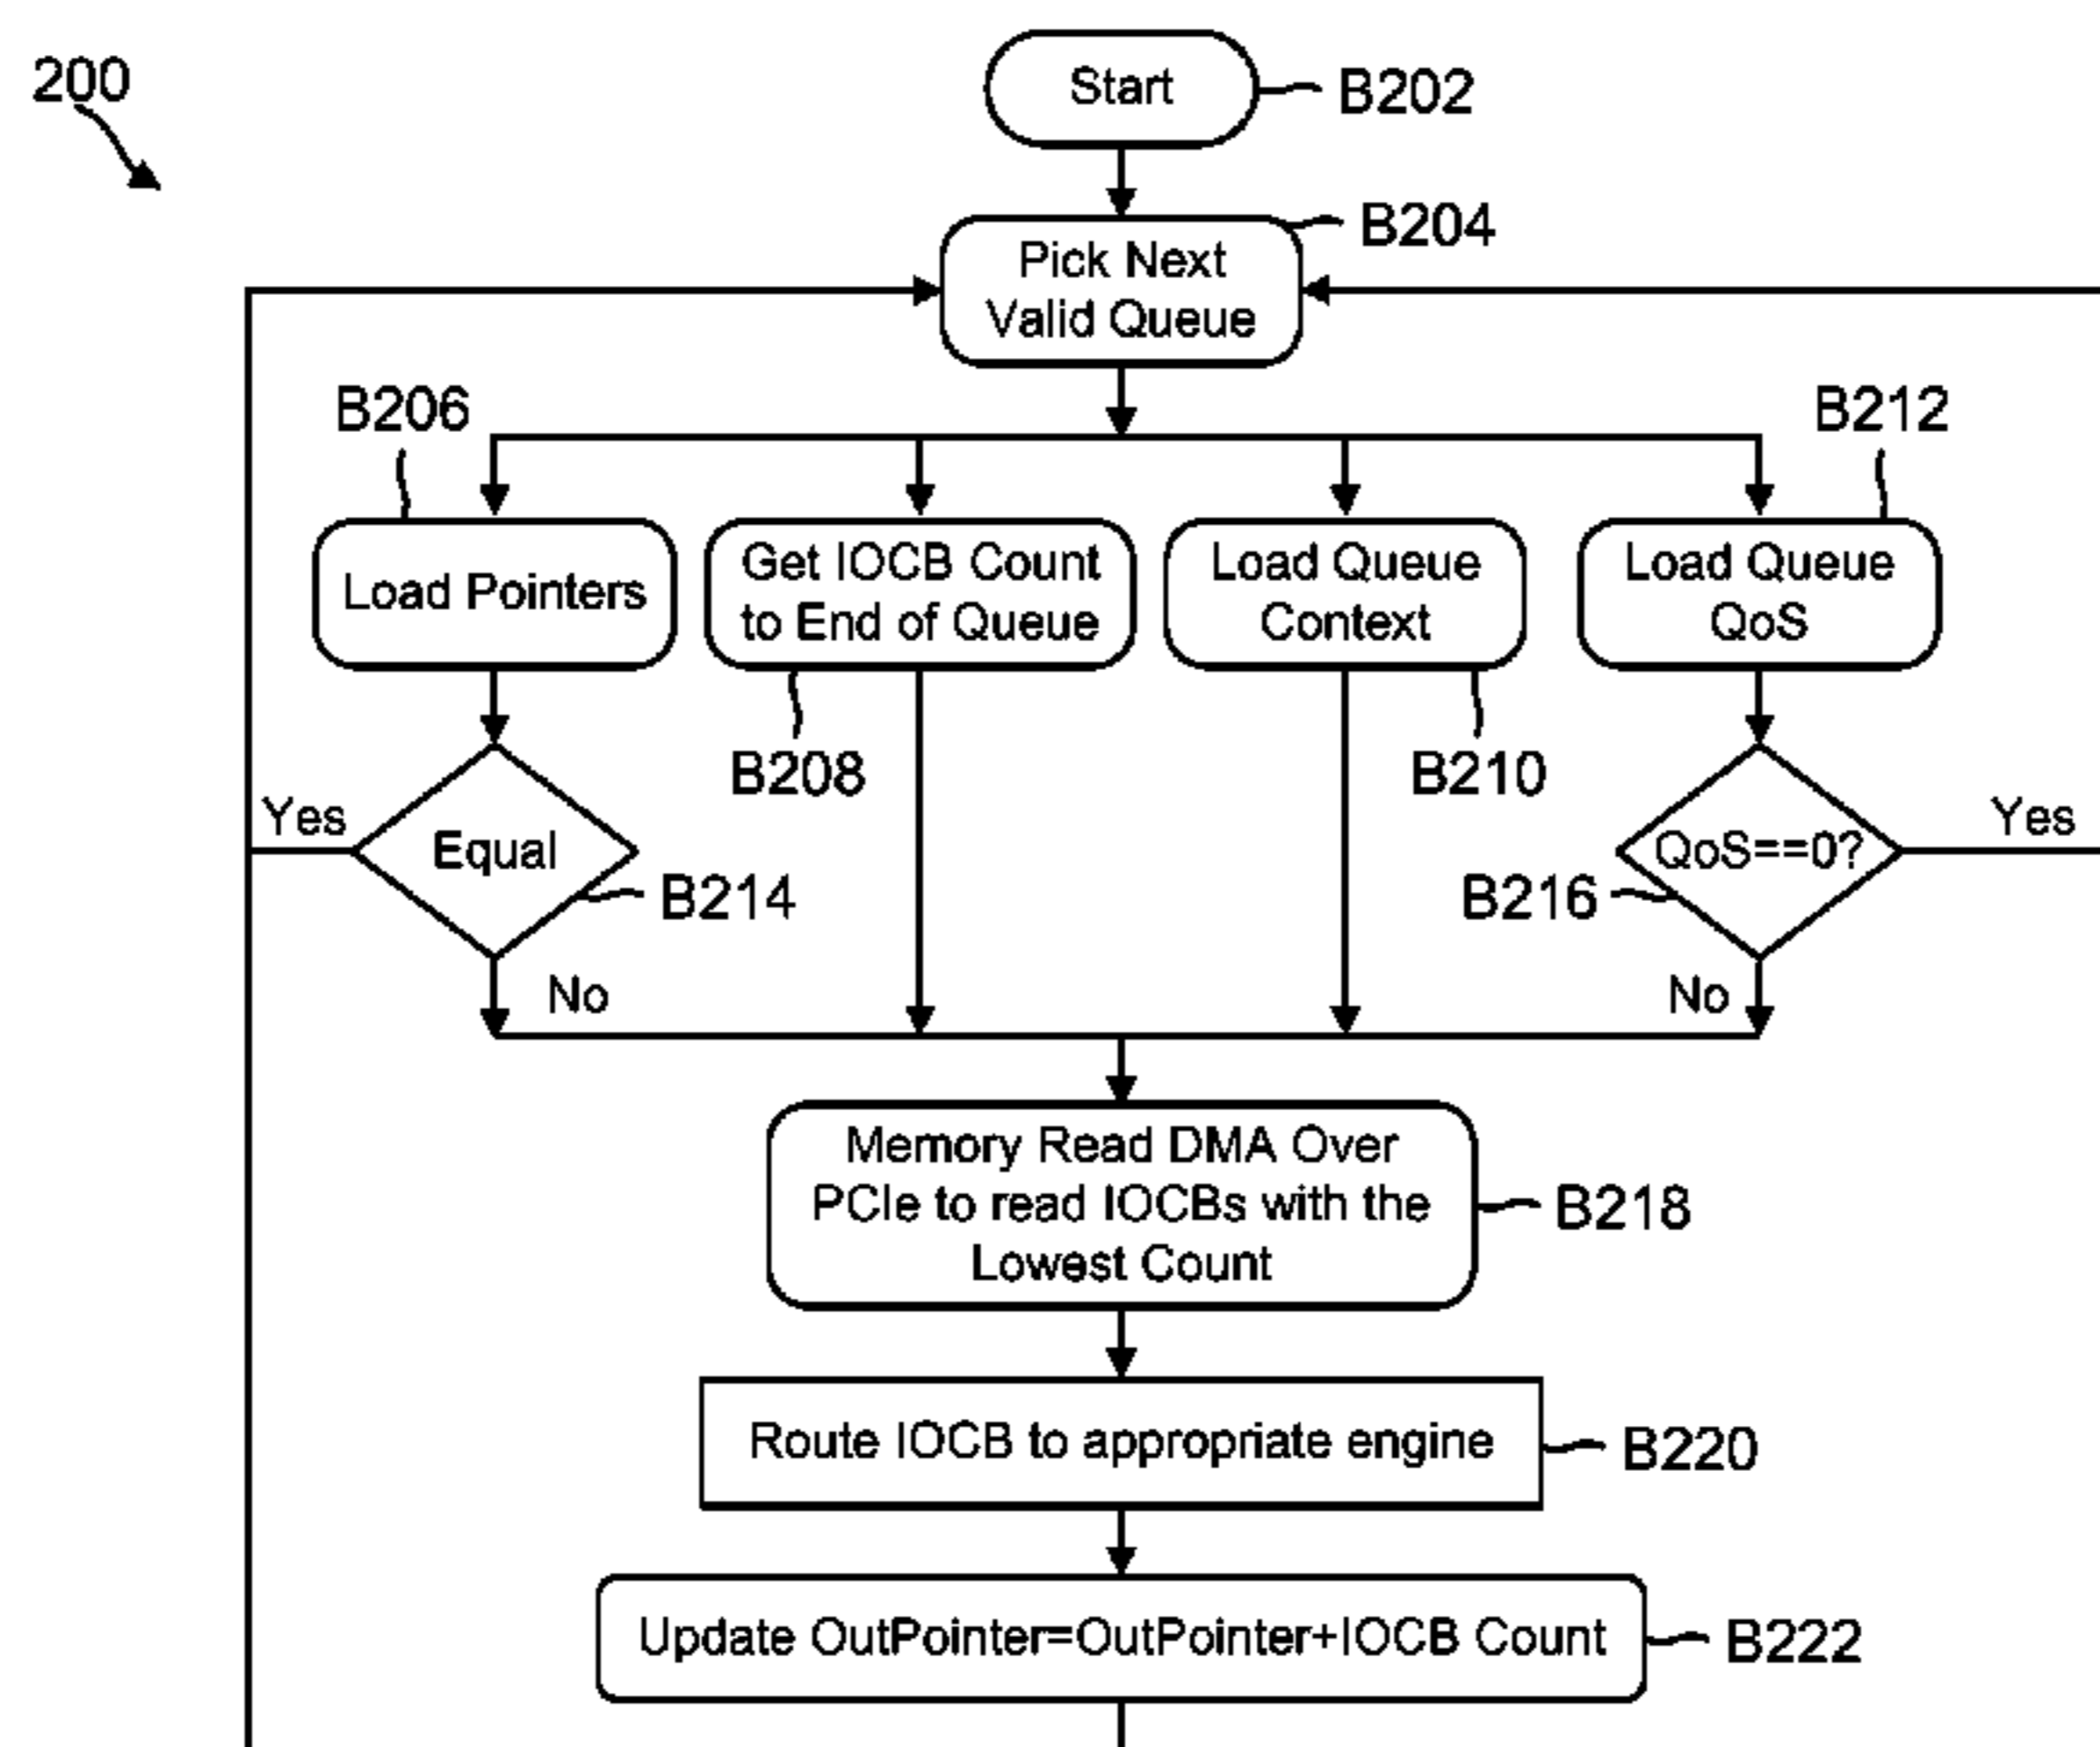 200
Start
B202
B204
Pick Next
Valid Queue
B206
B212
Load Pointers
Get IOCB Count
to End of Queue
Load Queue
Context
Load Queue
QoS
B208
B210
Yes
Equal
B214
QoS==0?
Yes
B216
No
No
Memory Read DMA Over
PCIe to read IOCBs with the
Lowest Count
B218
Route IOCB to appropriate engine
B220
Update OutPointer=OutPointer+IOCB Count
B222